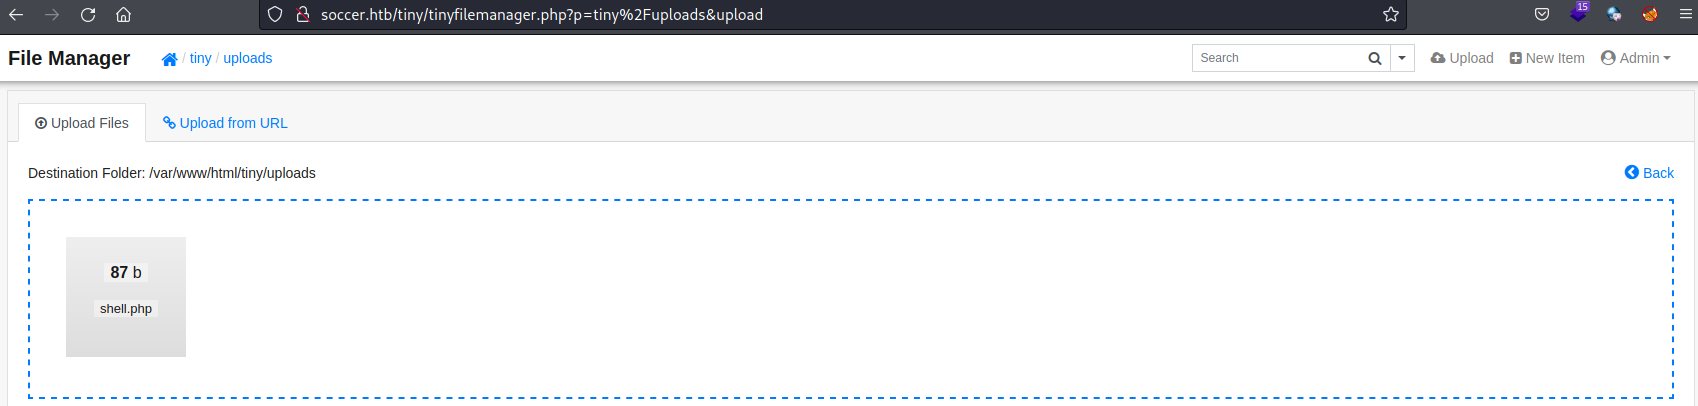 soccer.htb/tiny/tinyfilemanager.php?p=tiny%2Fuploads&upload
15
File Manager / tiny / uploads Search Upload New Item Admin
Upload Files Upload from URL
Destination Folder: /var/www/html/tiny/uploads Back
87 b
shell.php